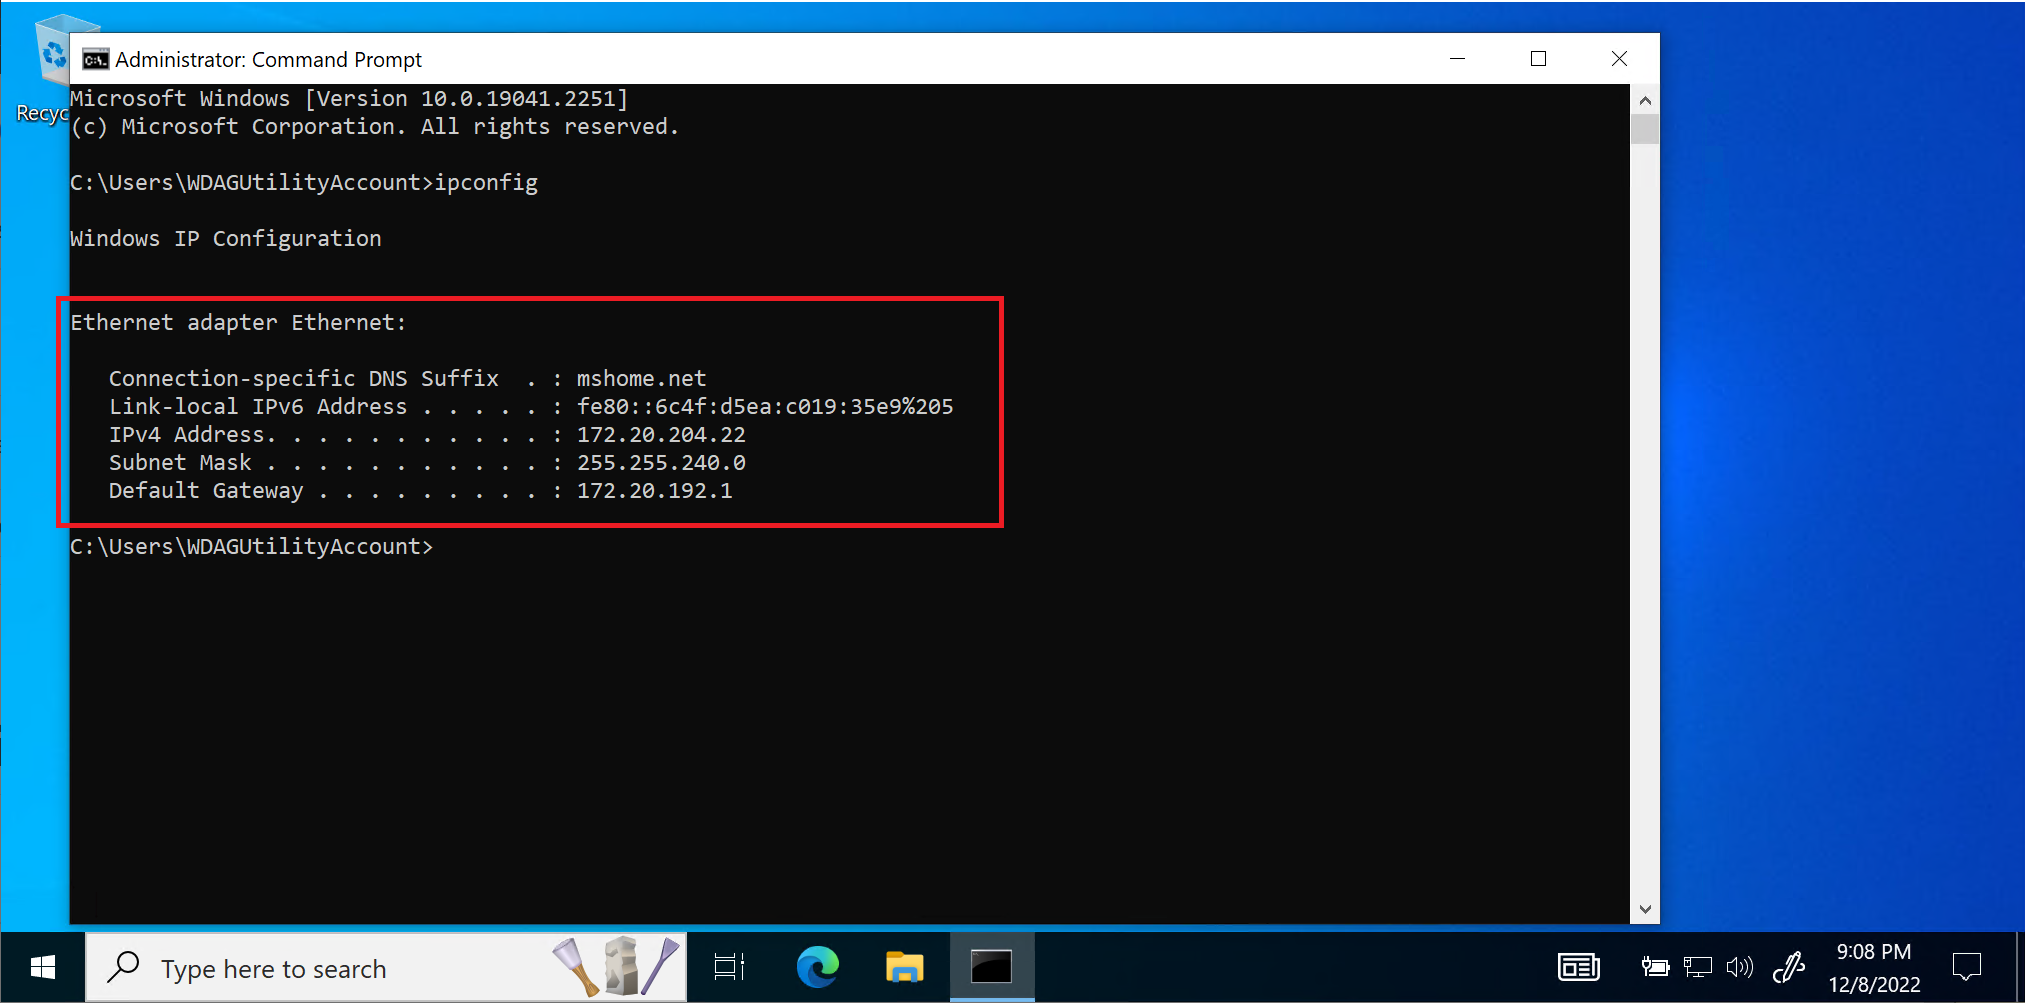 Recyc
Administrator: Command Prompt
Microsoft Windows [Version 10.0.19041.2251]
(c) Microsoft Corporation. All rights reserved.
C:\Users\WDAGUtilityAccount>ipconfig
Windows IP Configuration
Ethernet adapter Ethernet:
Connection-specific DNS Suffix  . : mshome.net
Link-local IPv6 Address . . . . . : fe80::6c4f:d5ea:c019:35e9%205
IPv4 Address. . . . . . . . . . . : 172.20.204.22
Subnet Mask . . . . . . . . . . . : 255.255.240.0
Default Gateway . . . . . . . . . : 172.20.192.1
C:\Users\WDAGUtilityAccount>
Type here to search
9:08 PM
12/8/2022